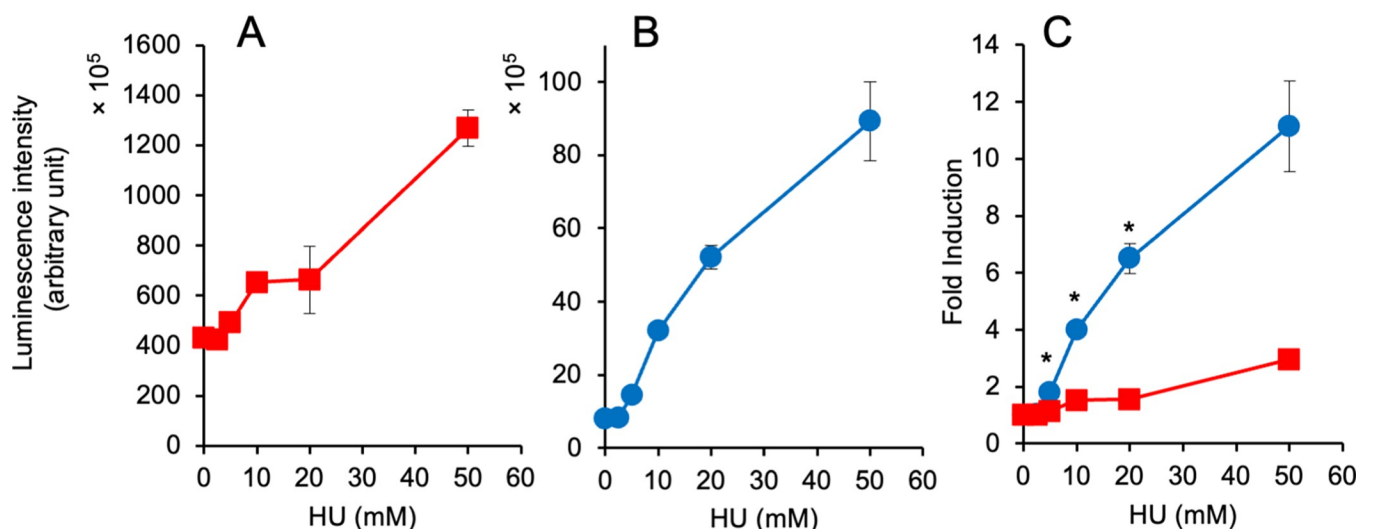 A
Luminescence intensity
(arbitrary unit)
× 10⁵
1600
1400
1200
1000
800
600
400
200
0
0 10 20 30 40 50 60
HU (mM)
B
× 10⁵
100
80
60
40
20
0
0 10 20 30 40 50 60
HU (mM)
C
Fold Induction
14
12
10
8
6
4
2
0
*
*
*
0 10 20 30 40 50 60
HU (mM)